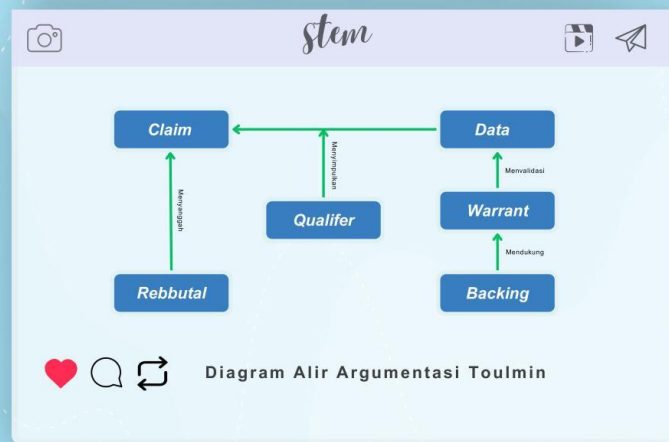 stem
Claim
Data
Menyimpulkan
Menvalidasi
Menyanggah
Qualifer
Warrant
Mendukung
Rebbutal
Backing
Diagram Alir Argumentasi Toulmin